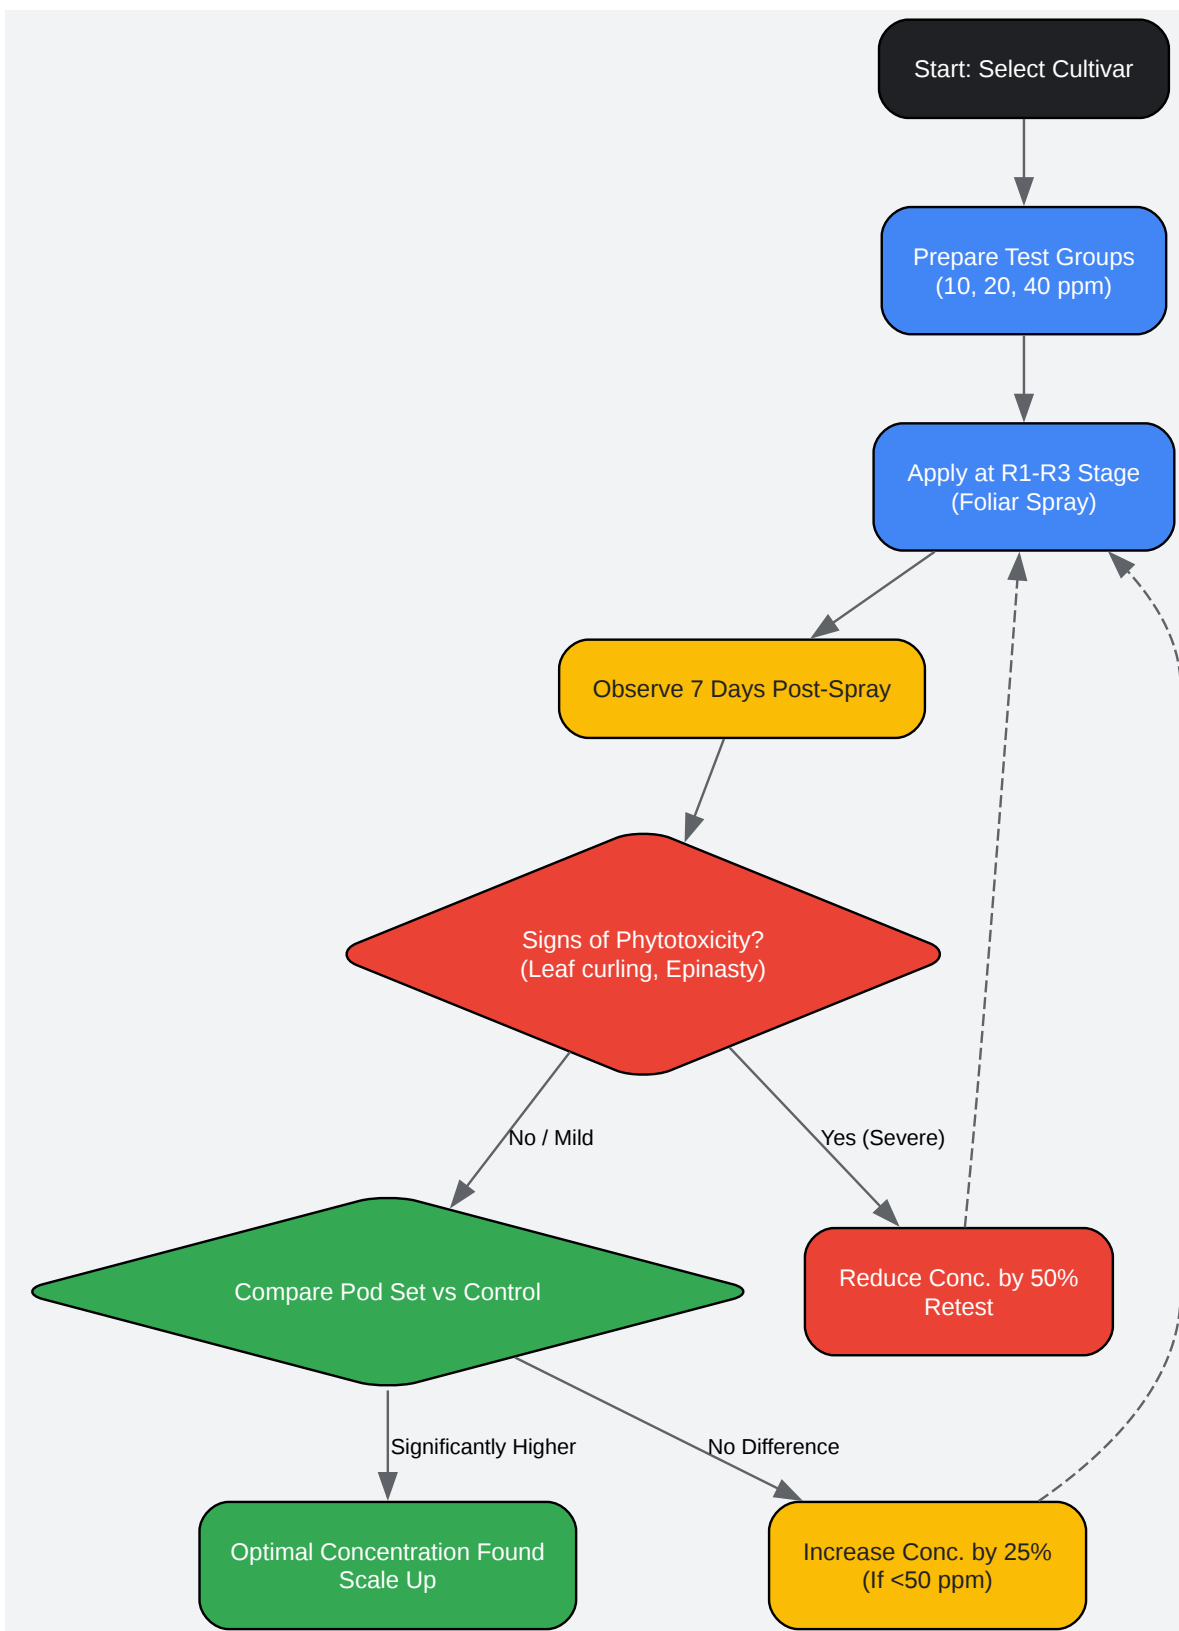 Start: Select Cultivar
Prepare Test Groups
(10, 20, 40 ppm)
Apply at R1-R3 Stage
(Foliar Spray)
Observe 7 Days Post-Spray
Signs of Phytotoxicity?
(Leaf curling, Epinasty)
No / Mild
Yes (Severe)
Compare Pod Set vs Control
Reduce Conc. by 50%
Retest
Significantly Higher
No Difference
Optimal Concentration Found
Scale Up
Increase Conc. by 25%
(If <50 ppm)